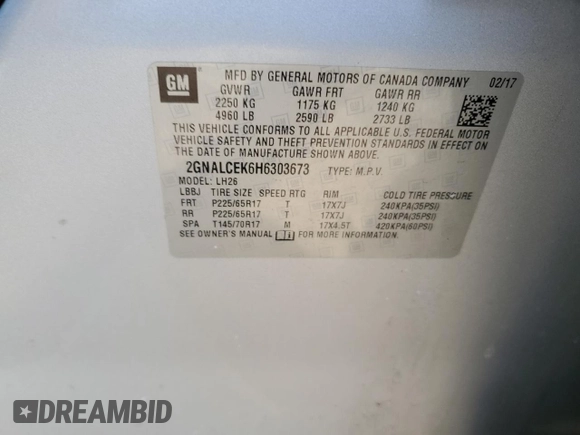 GM
MFD BY GENERAL MOTORS OF CANADA COMPANY 02/17
GVWR GAWR FRT GAWR RR
2250 KG 1175 KG 1240 KG
4960 LB 2590 LB 2733 LB
THIS VEHICLE CONFORMS TO ALL APPLICABLE U.S. FEDERAL MOTOR
VEHICLE SAFETY AND THEFT PREVENTION STANDARDS IN EFFECT ON
THE DATE OF MANUFACTURE SHOWN ABOVE.
2GNALCEK6H6303673 TYPE: M.P.V.
MODEL: LH26
LBBJ TIRE SIZE SPEED RTG RIM COLD TIRE PRESSURE
FRT P225/65R17 T 17X7J 240KPA(35PSI)
RR P225/65R17 T 17X7J 240KPA(35PSI)
SPA T145/70R17 M 17X4.5T 420KPA(60PSI)
SEE OWNER'S MANUAL FOR MORE INFORMATION.
DREAMBID